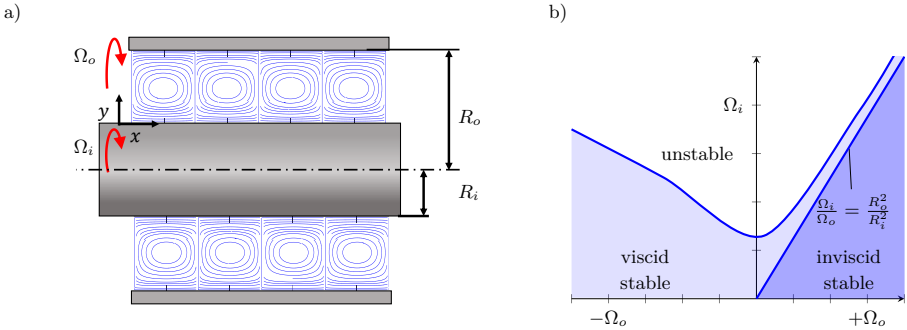 a)
Ω_o
y
x
Ω_i
R_o
R_i
b)
Ω_i
unstable
Ω_i/Ω_o = R_o^2/R_i^2
viscid
stable
inviscid
stable
−Ω_o
+Ω_o